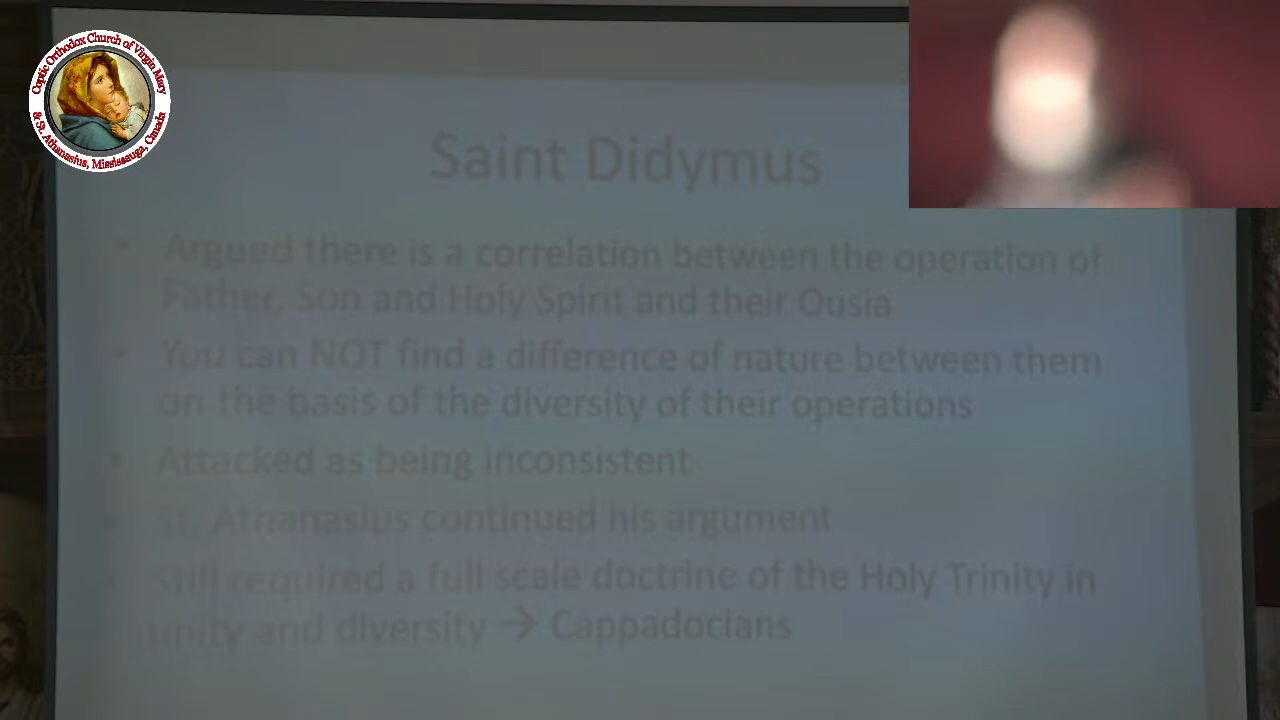 Coptic Orthodox Church of Virgin Mary
& St. Athanasius, Mississauga, Canada
Saint Didymus
• Argued there is a correlation between the operation of
Father, Son and Holy Spirit and their Ousia
• You can NOT find a difference of nature between them
on the basis of the diversity of their operations
• Attacked as being inconsistent
• St. Athanasius continued his argument
• Still required a full scale doctrine of the Holy Trinity in
unity and diversity → Cappadocians